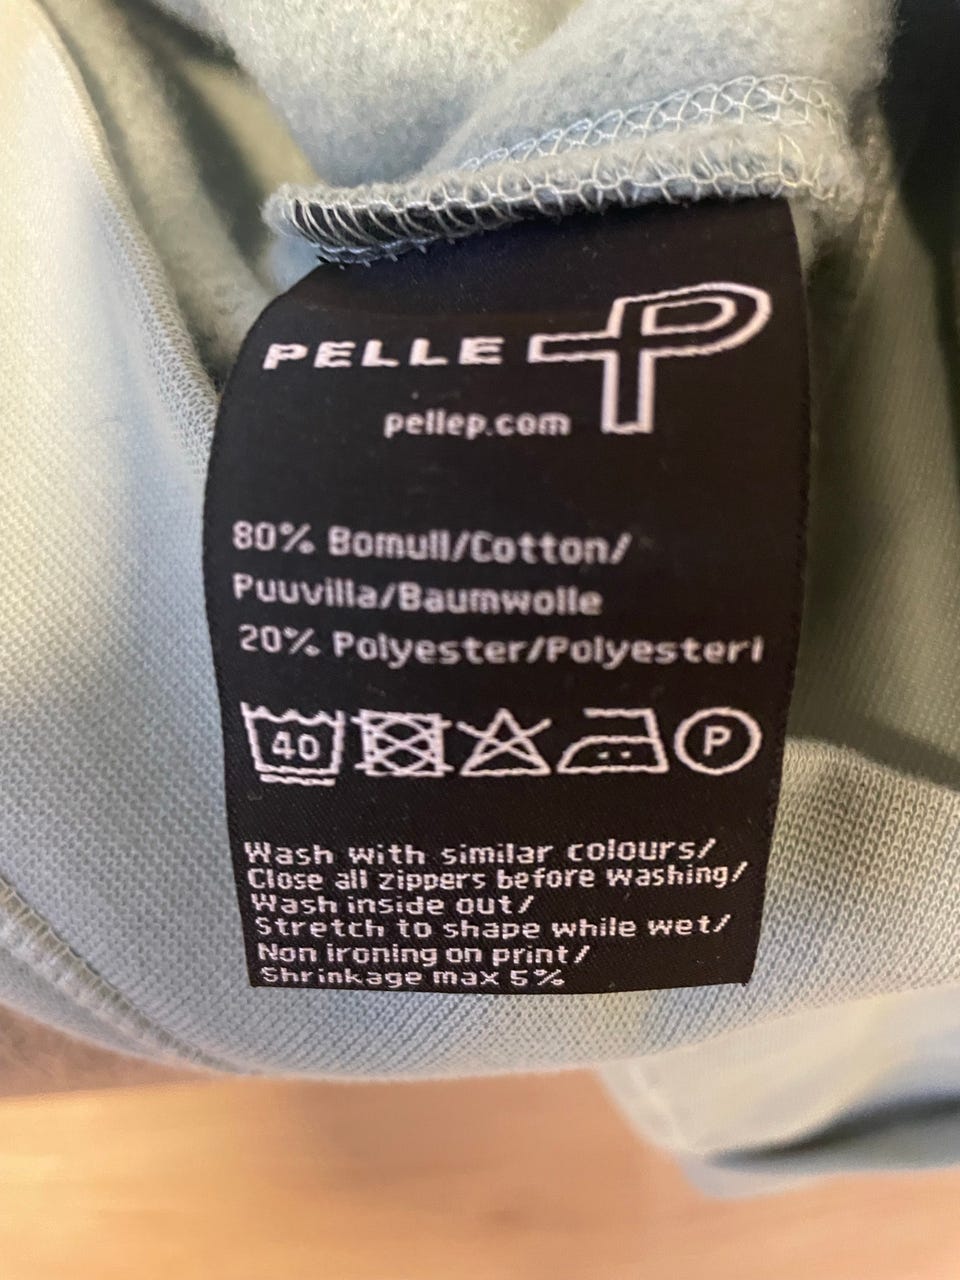 PELLE P
pellep.com
80% Bomull/Cotton/
Puuvilla/Baumwolle
20% Polyester/Polyesteri
40
P
Wash with similar colours/
Close all zippers before washing/
Wash inside out/
Stretch to shape while wet/
Non ironing on print/
Shrinkage max 5%